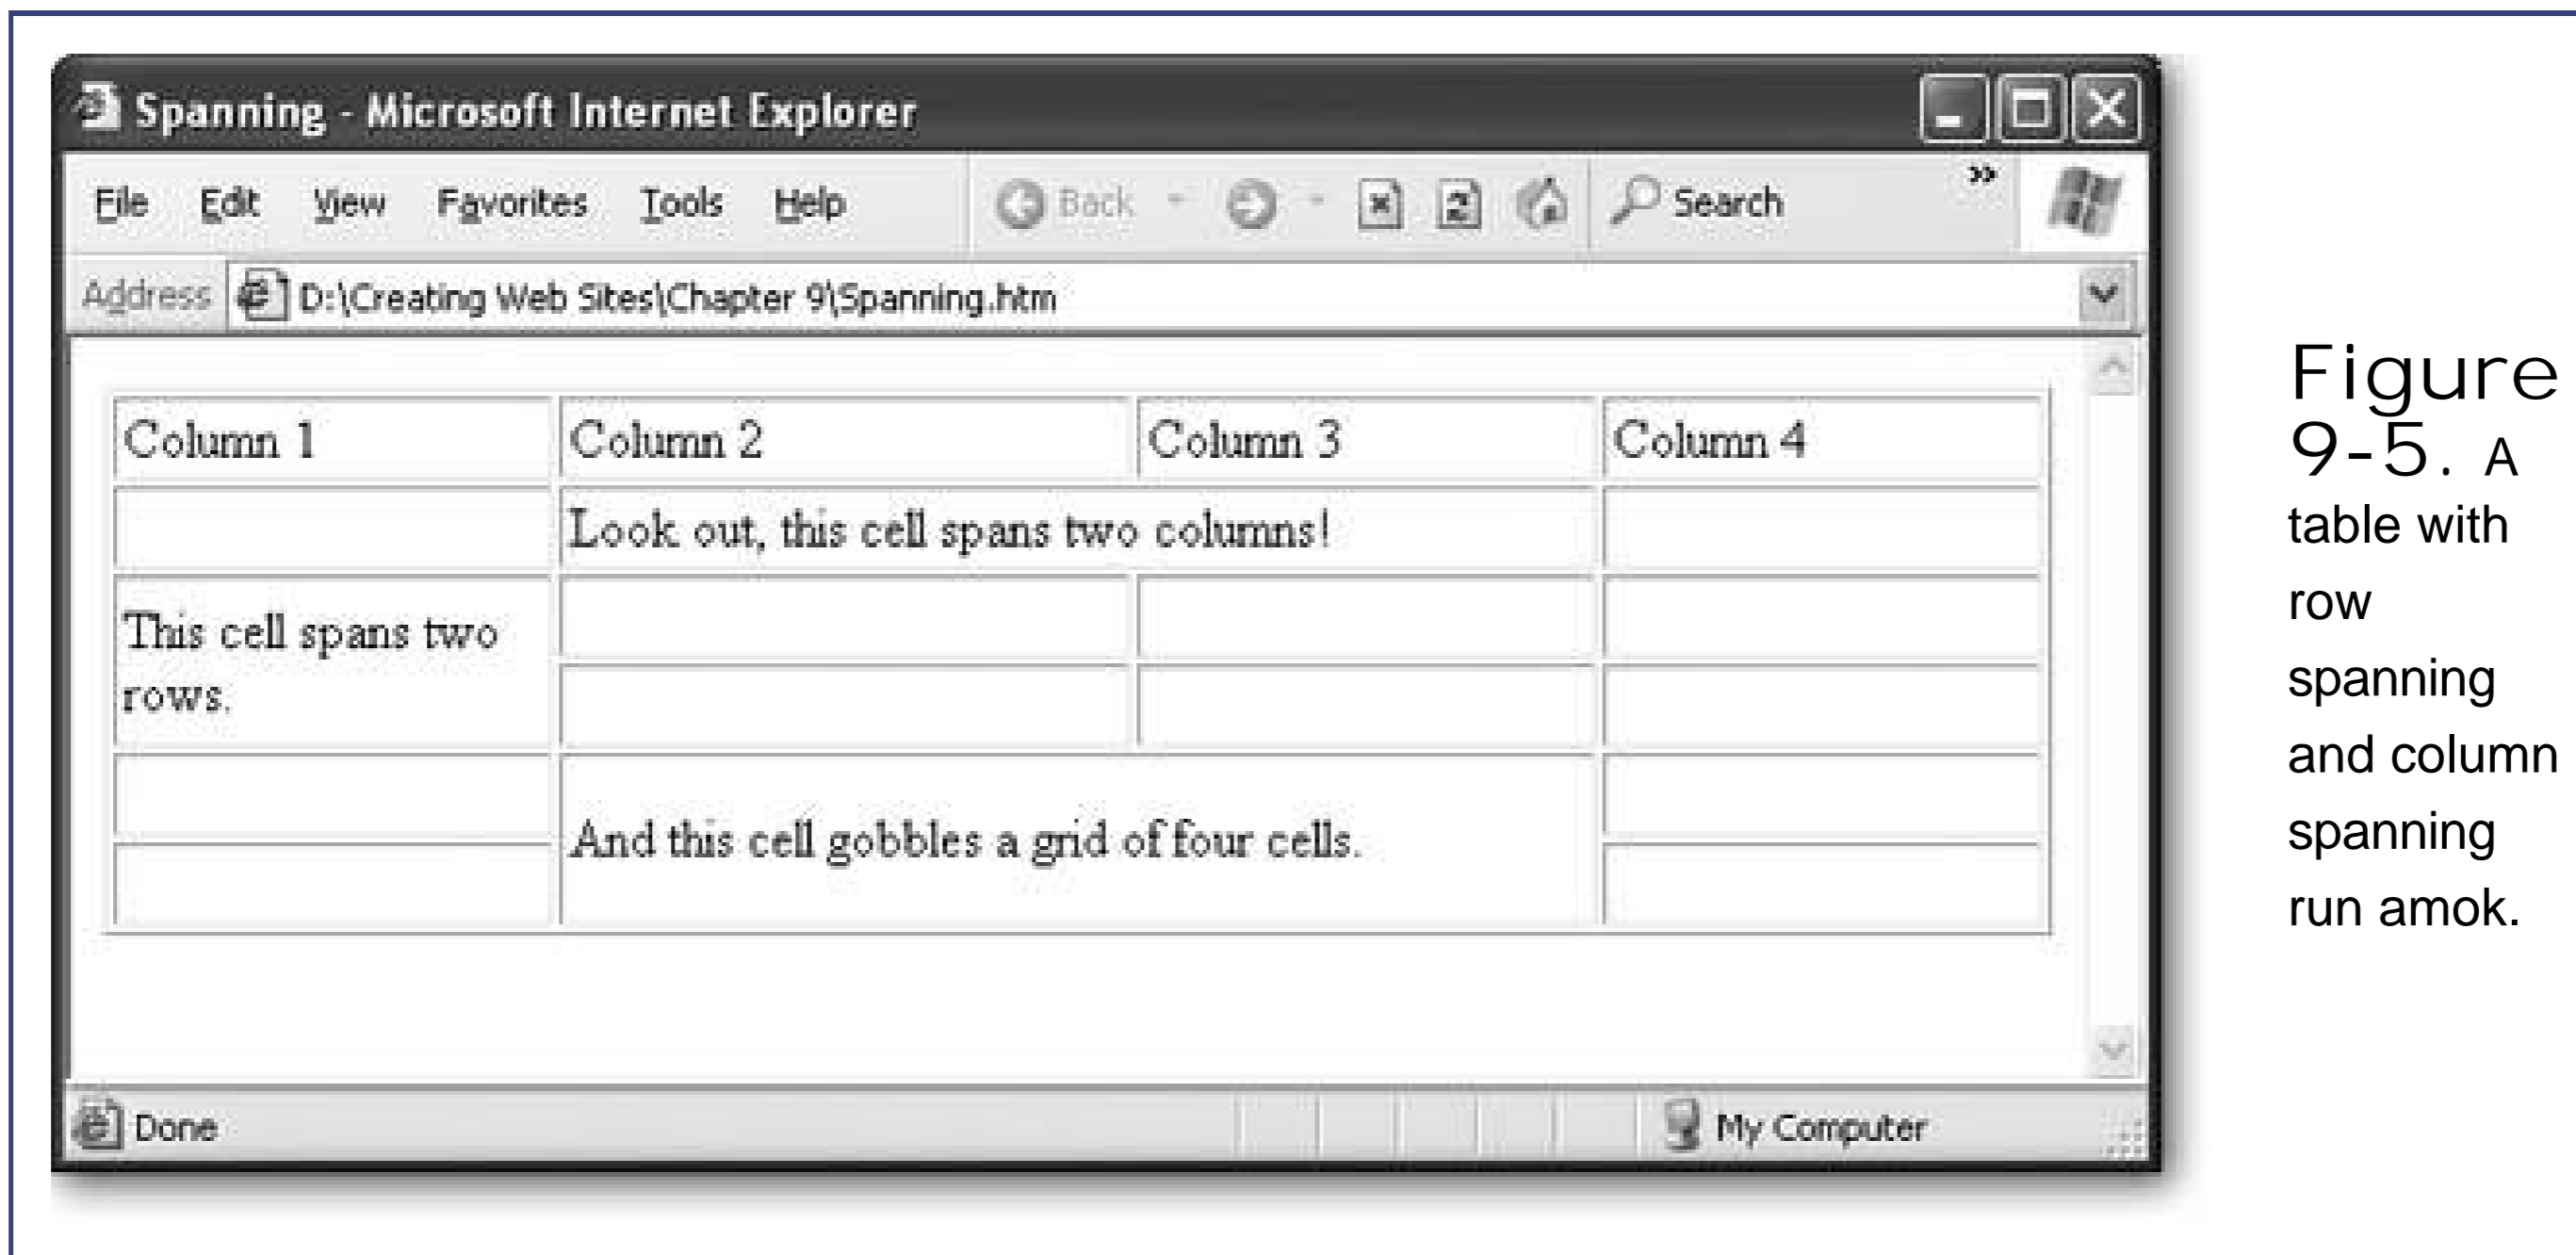 Spanning - Microsoft Internet Explorer
File Edit View Favorites Tools Help Back Search »
Address D:\Creating Web Sites\Chapter 9\Spanning.htm
Column 1 Column 2 Column 3 Column 4
Look out, this cell spans two columns!
This cell spans two
rows.
And this cell gobbles a grid of four cells.
Done My Computer
Figure
9-5. A
table with
row
spanning
and column
spanning
run amok.